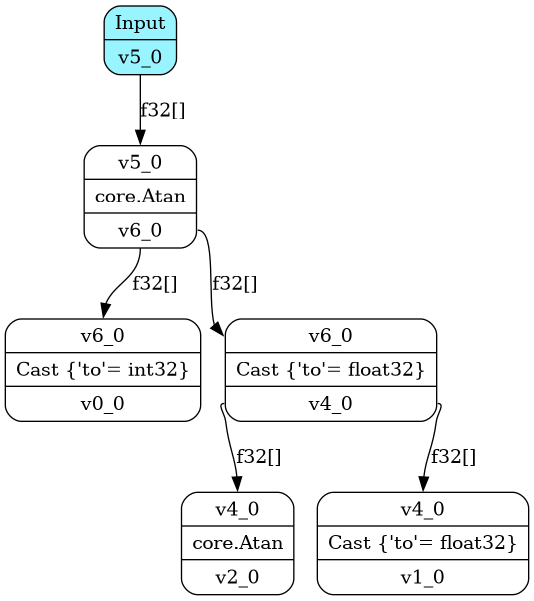 Input
v5_0
f32[]
v5_0
core.Atan
v6_0
f32[]
f32[]
v6_0
Cast {'to'= int32}
v0_0
v6_0
Cast {'to'= float32}
v4_0
f32[]
f32[]
v4_0
core.Atan
v2_0
v4_0
Cast {'to'= float32}
v1_0